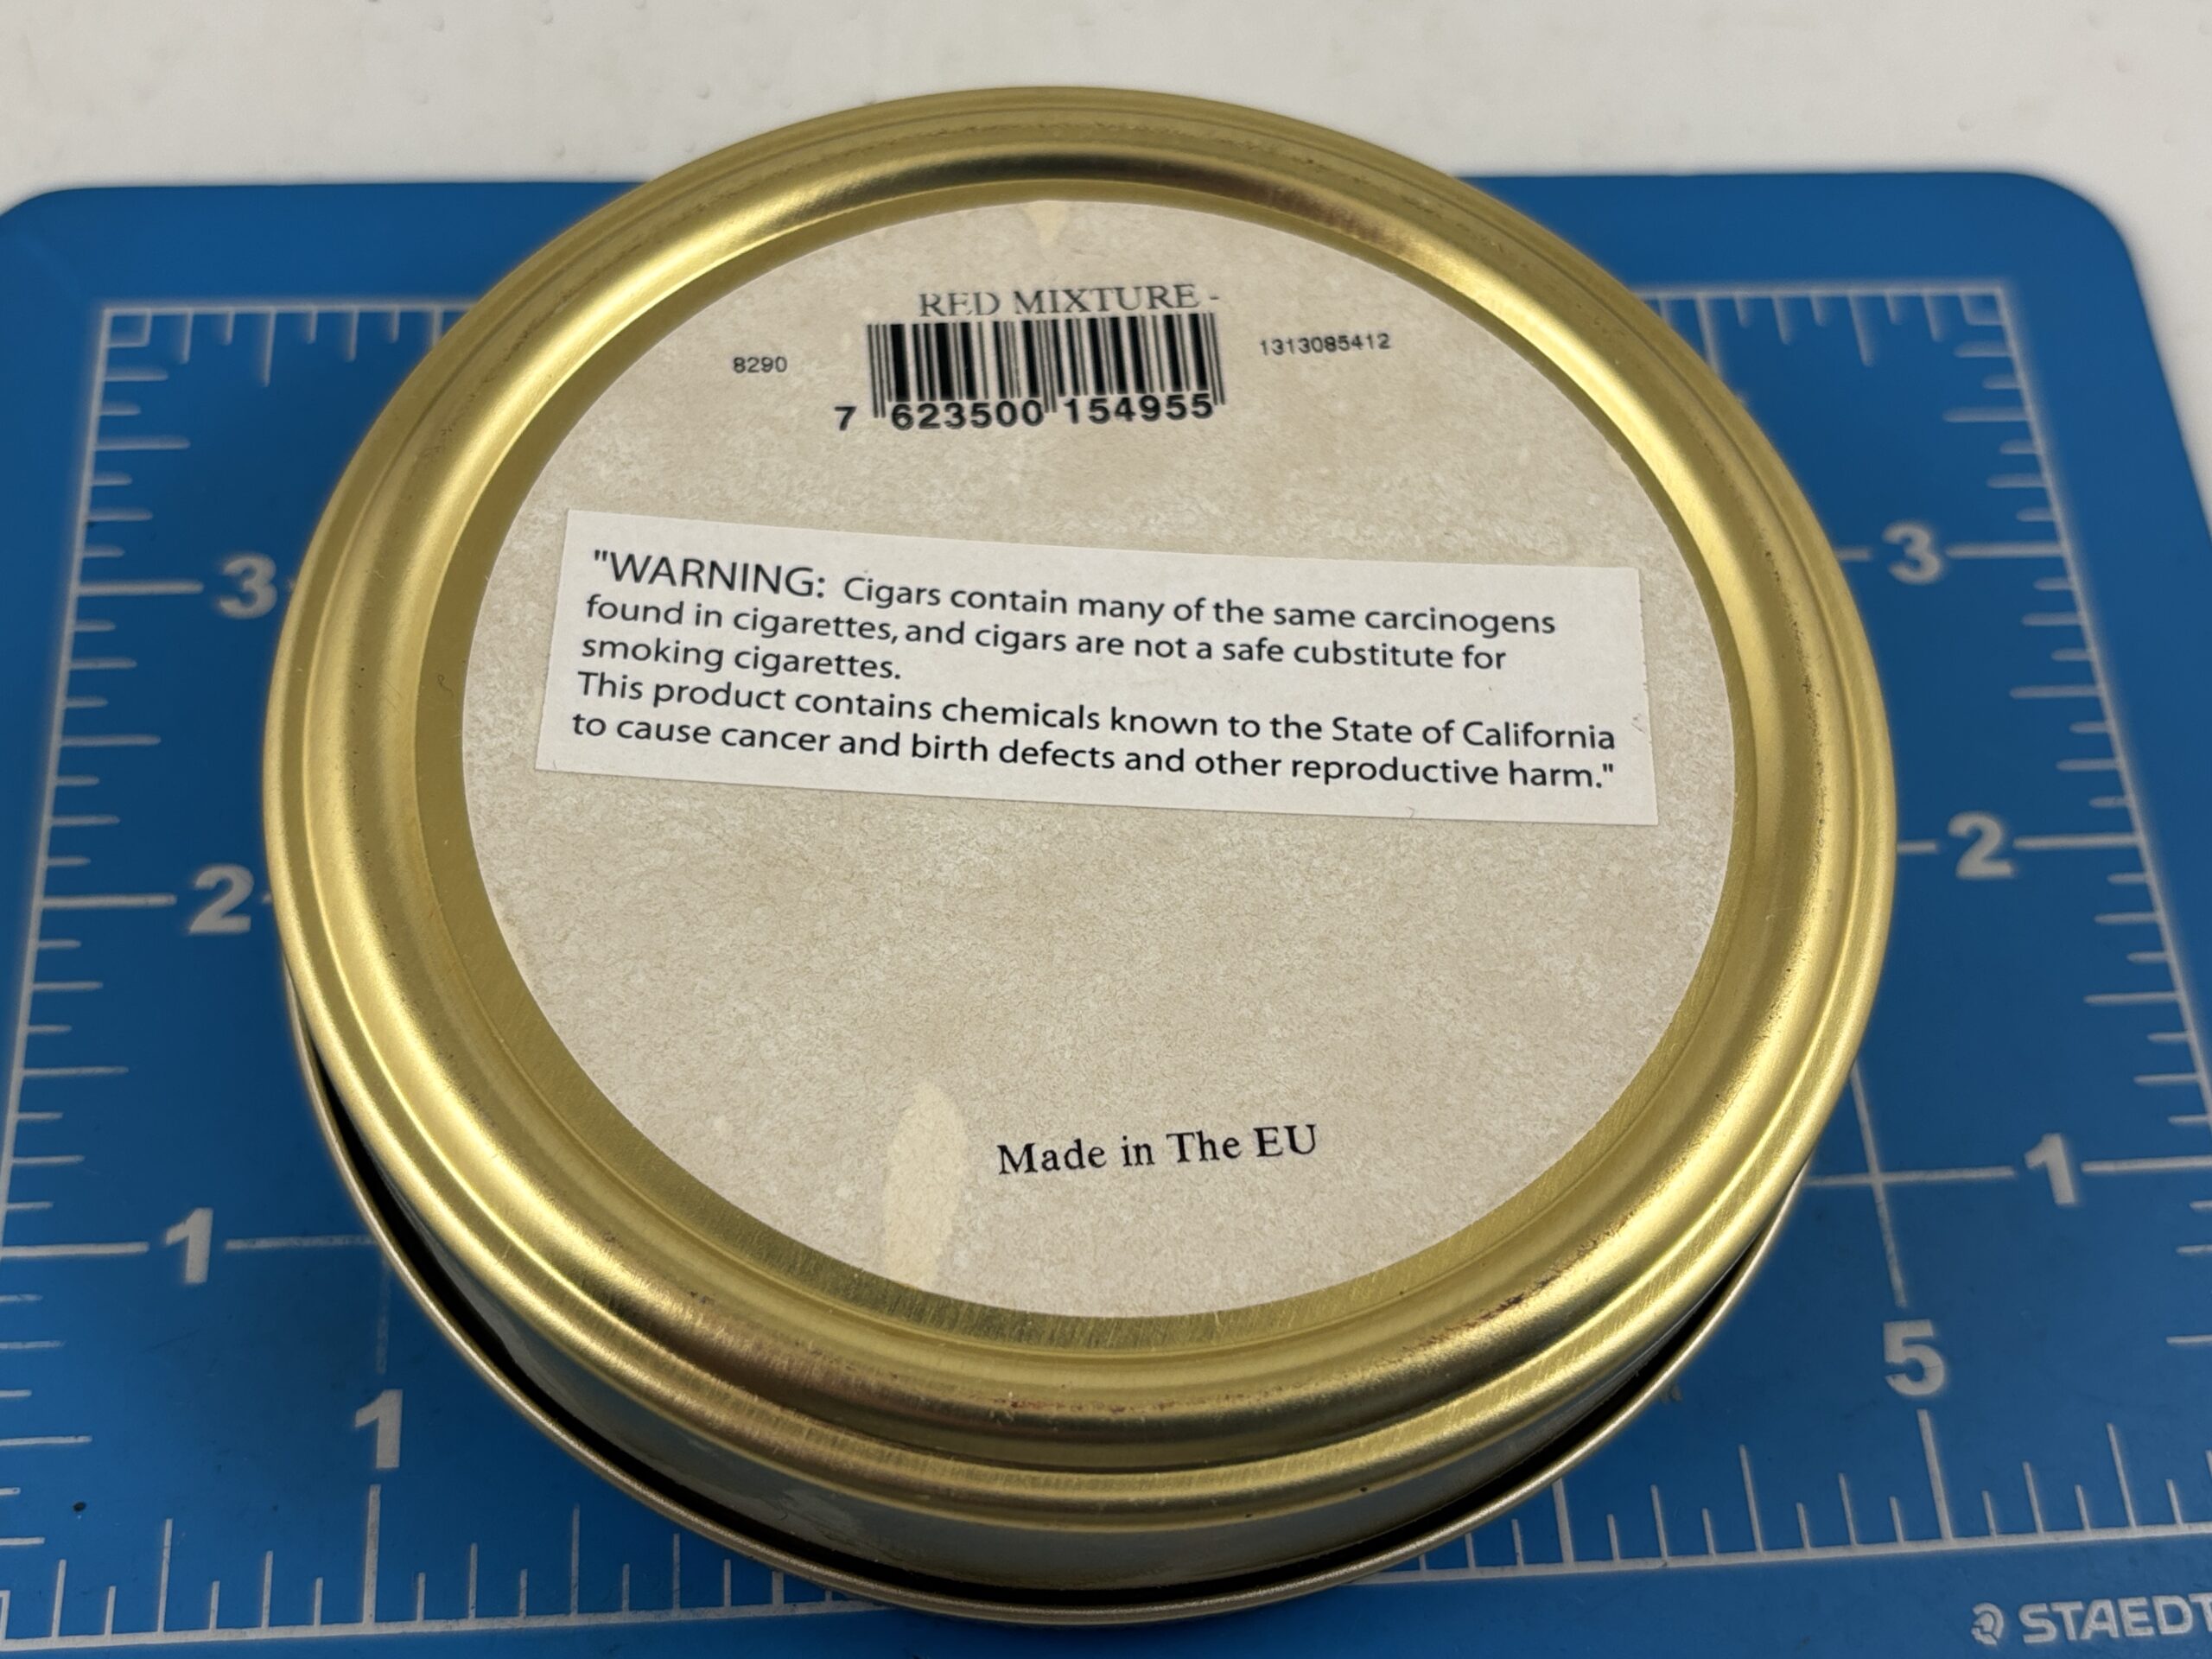 RED MIXTURE -
8290
1313085412
7 623500 154955
"WARNING: Cigars contain many of the same carcinogens
found in cigarettes, and cigars are not a safe cubstitute for
smoking cigarettes.
This product contains chemicals known to the State of California
to cause cancer and birth defects and other reproductive harm."
Made in The EU
3
3
2
2
1
1
1
5
STAEDT